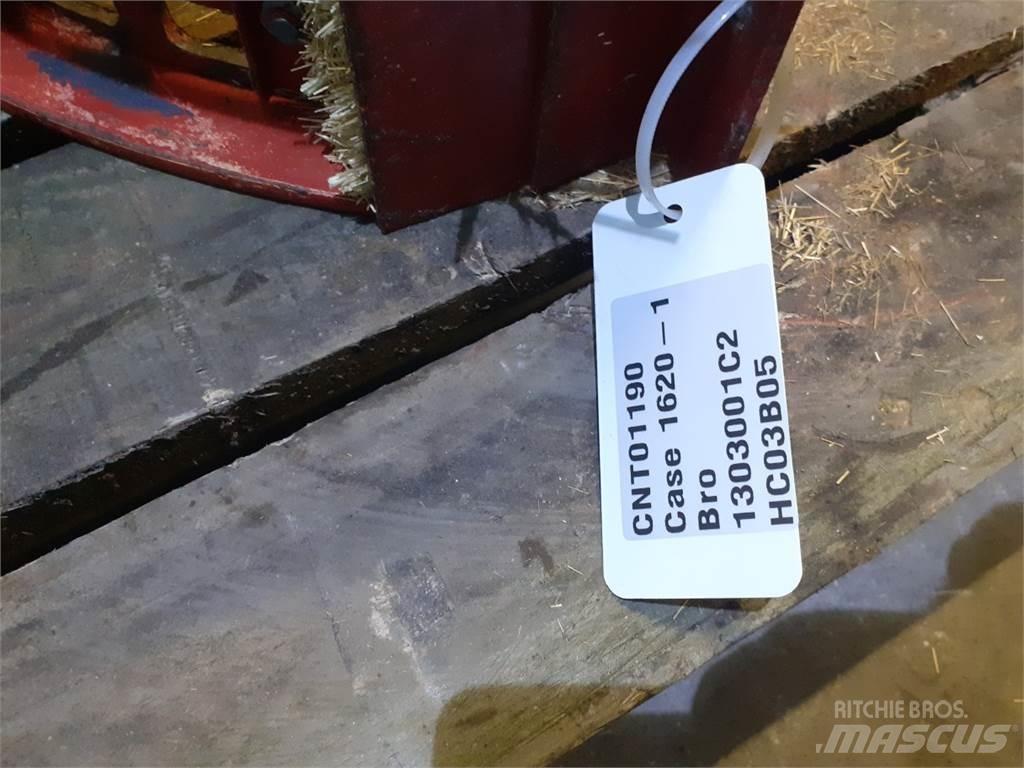 CNT01190
Case 1620-1
Bro
1303001C2
HC03B05
RITCHIE BROS.
MASCUS